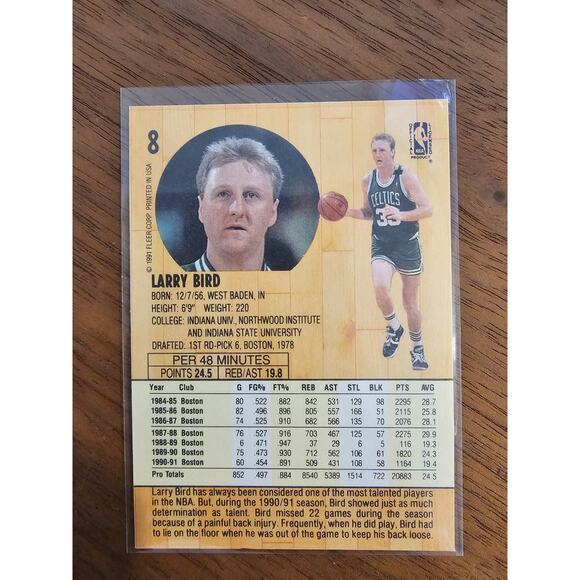 8
OFFICIAL LICENSED
NBA
PRODUCT
®
© 1991 FLEER CORP. PRINTED IN USA
CELTICS
33
LARRY BIRD
BORN: 12/7/56, WEST BADEN, IN
HEIGHT: 6'9" WEIGHT: 220
COLLEGE: INDIANA UNIV., NORTHWOOD INSTITUTE
AND INDIANA STATE UNIVERSITY
DRAFTED: 1ST RD-PICK 6, BOSTON, 1978
PER 48 MINUTES
POINTS 24.5 REB/AST 19.8
Year Club G FG% FT% REB AST STL BLK PTS AVG
1984-85 Boston 80 .522 .882 842 531 129 98 2295 28.7
1985-86 Boston 82 .496 .896 805 557 166 51 2115 25.8
1986-87 Boston 74 .525 .910 682 566 135 70 2076 28.1
1987-88 Boston 76 .527 .916 703 467 125 57 2275 29.9
1988-89 Boston 6 .471 .947 37 29 6 5 116 19.3
1989-90 Boston 75 .473 .930 712 562 106 61 1820 24.3
1990-91 Boston 60 .454 .891 509 431 108 58 1164 19.4
Pro Totals 852 .497 .884 8540 5389 1514 722 20883 24.5
Larry Bird has always been considered one of the most talented players
in the NBA. But, during the 1990/91 season, Bird showed just as much
determination as talent. Bird missed 22 games during the season
because of a painful back injury. Frequently, when he did play, Bird had
to lie on the floor when he was out of the game to keep his back loose.